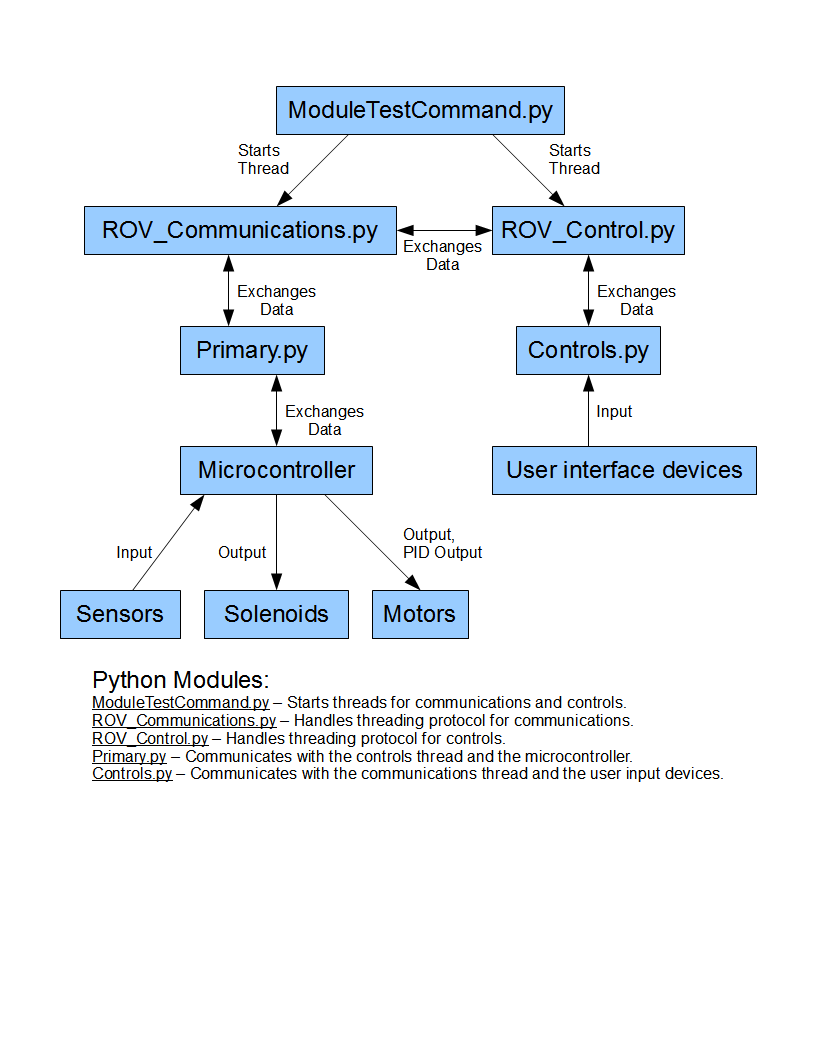 ModuleTestCommand.py
Starts
Thread
Starts
Thread
ROV_Communications.py
ROV_Control.py
Exchanges
Data
Exchanges
Data
Exchanges
Data
Primary.py
Controls.py
Exchanges
Data
Input
Microcontroller
User interface devices
Input
Output
Output,
PID Output
Sensors
Solenoids
Motors
Python Modules:
ModuleTestCommand.py – Starts threads for communications and controls.
ROV_Communications.py – Handles threading protocol for communications.
ROV_Control.py – Handles threading protocol for controls.
Primary.py – Communicates with the controls thread and the microcontroller.
Controls.py – Communicates with the communications thread and the user input devices.